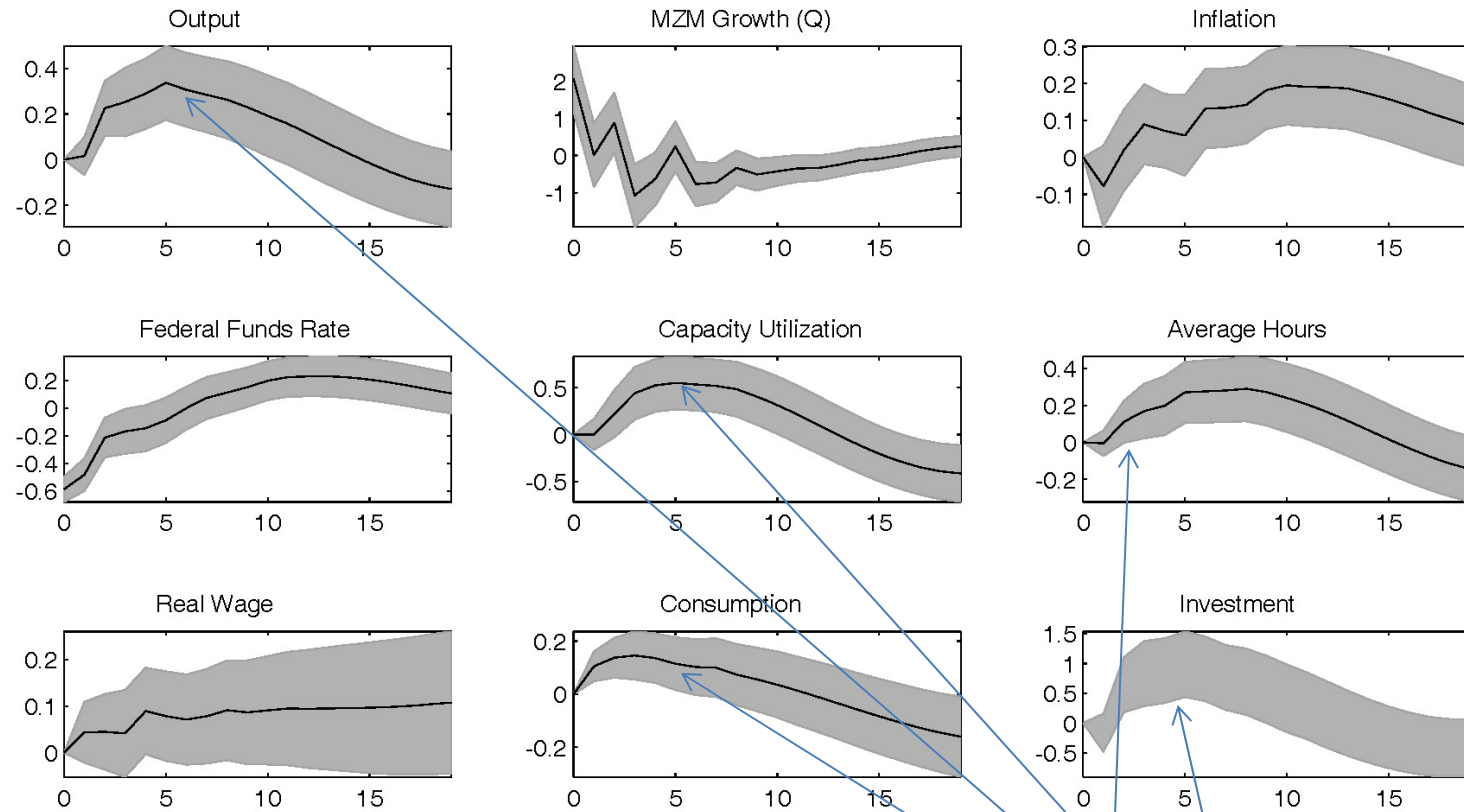 Output
0.4
0.2
0
-0.2
0 5 10 15
MZM Growth (Q)
2
1
0
-1
0 5 10 15
Inflation
0.3
0.2
0.1
0
-0.1
0 5 10 15
Federal Funds Rate
0.2
0
-0.2
-0.4
-0.6
0 5 10 15
Capacity Utilization
0.5
0
-0.5
0 5 10 15
Average Hours
0.4
0.2
0
-0.2
0 5 10 15
Real Wage
0.2
0.1
0
0 5 10 15
Consumption
0.2
0
-0.2
0 5 10 15
Investment
1.5
1
0.5
0
-0.5
0 5 10 15